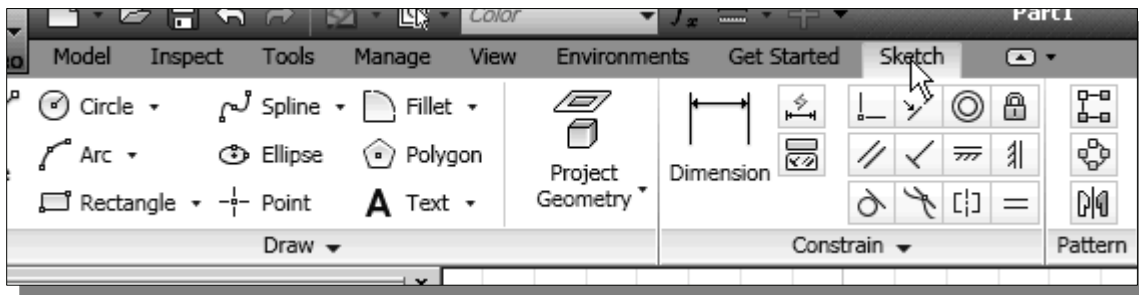 Color
Part1
Model Inspect Tools Manage View Environments Get Started Sketch
Circle Spline Fillet
Arc Ellipse Polygon
Rectangle Point A Text
Project
Geometry
Dimension
Draw Constrain Pattern